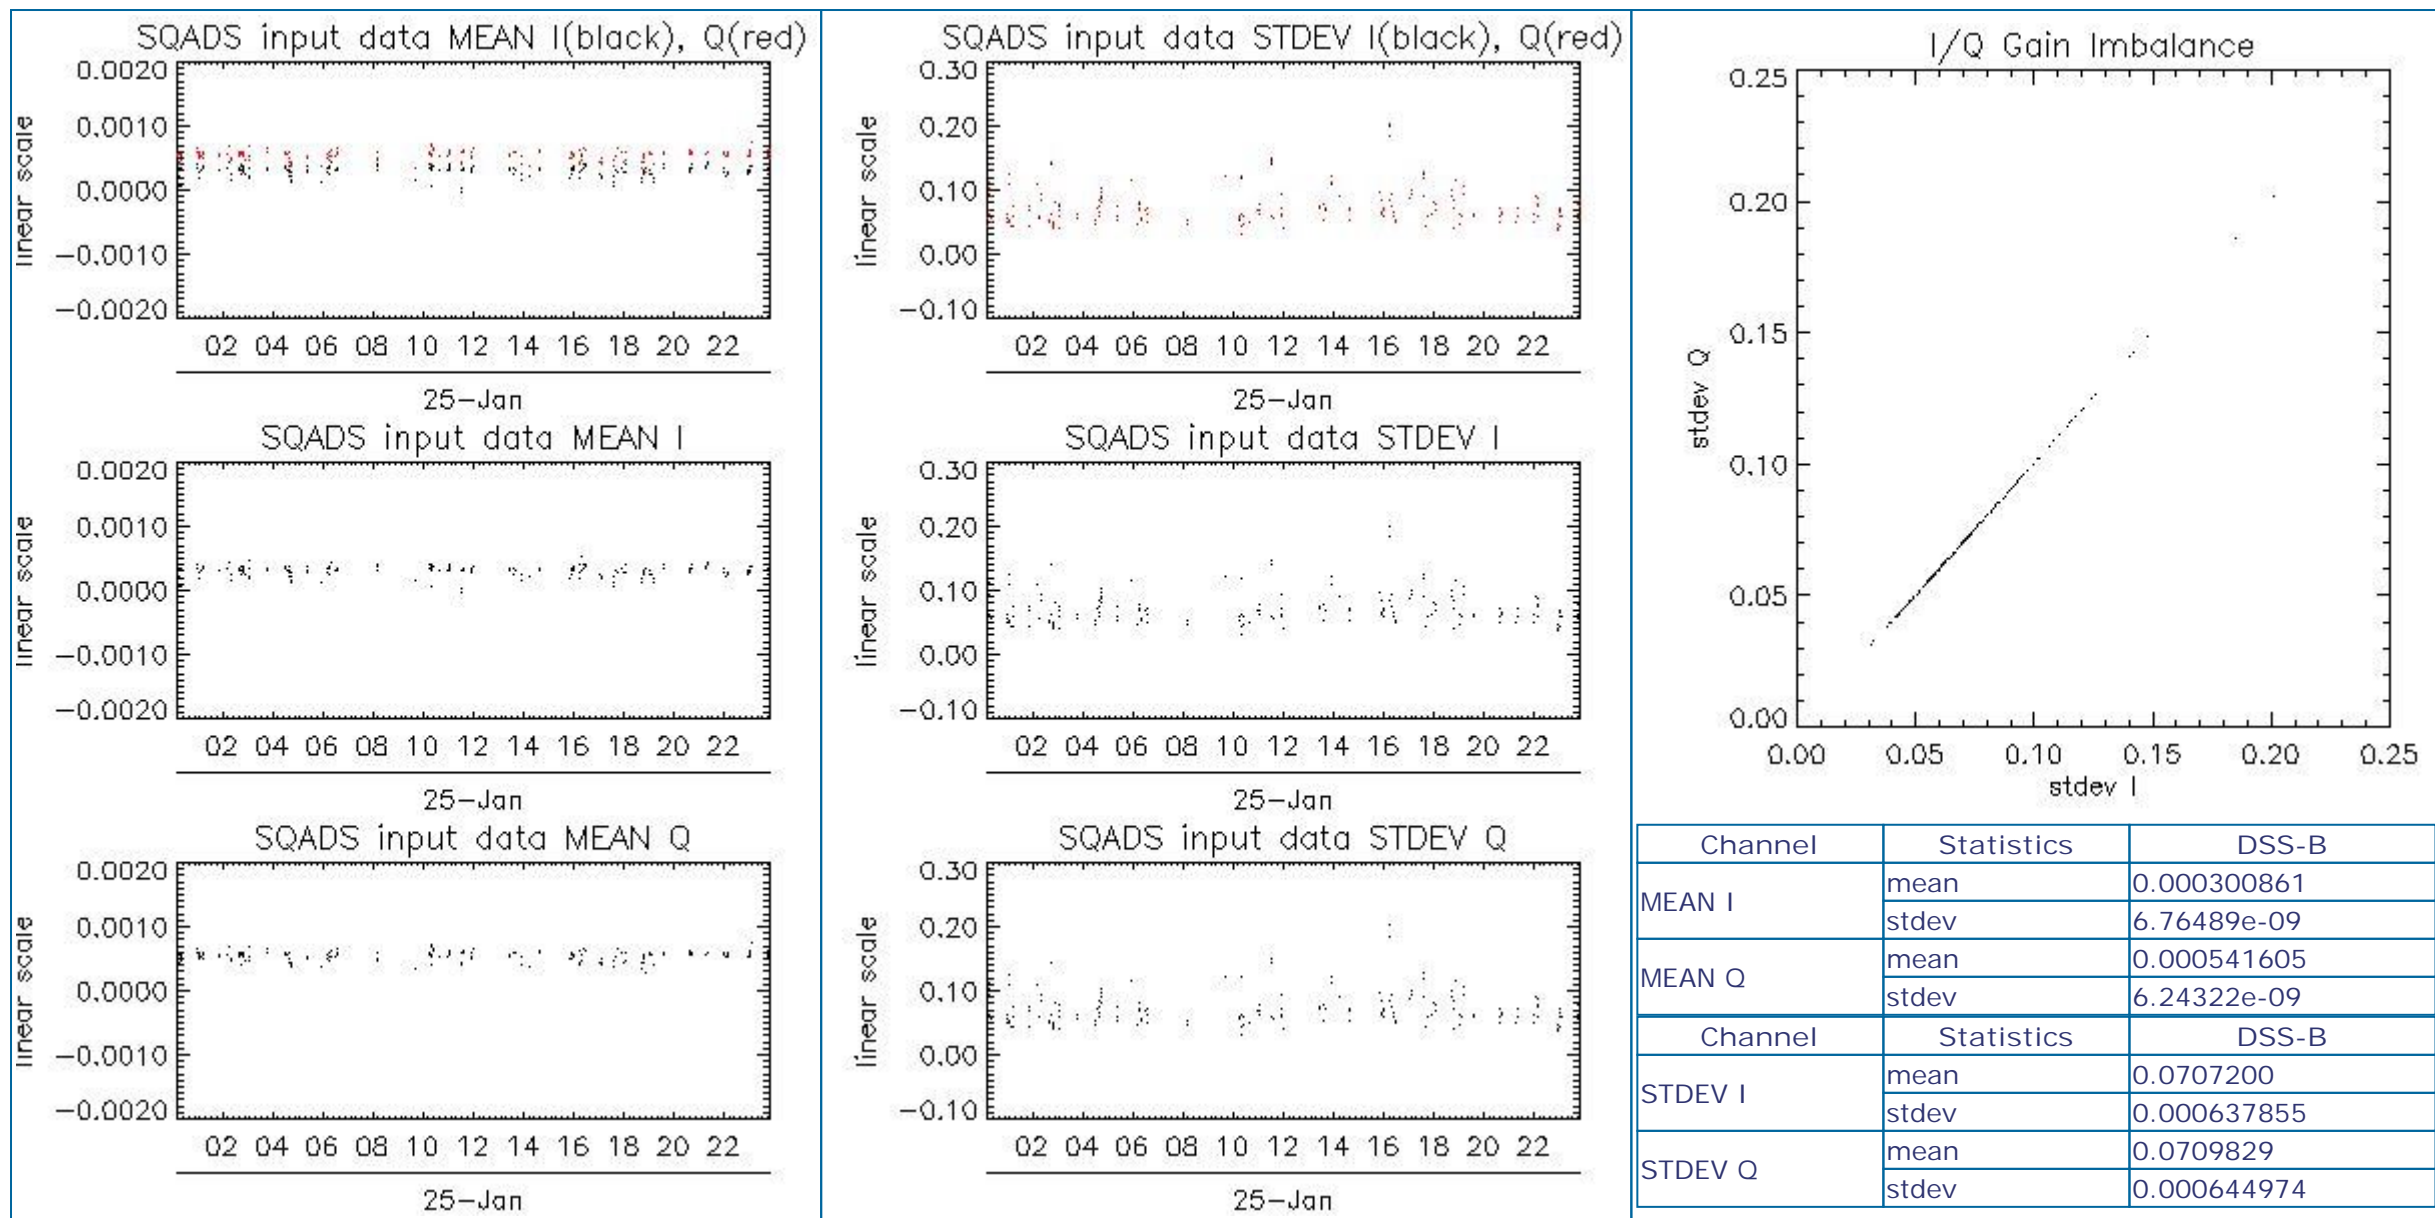 SQADS input data MEAN I(black), Q(red)
0.0020
0.0010
0.0000
−0.0010
−0.0020
linear scale
02 04 06 08 10 12 14 16 18 20 22
25−Jan
SQADS input data MEAN I
0.0020
0.0010
0.0000
−0.0010
−0.0020
linear scale
02 04 06 08 10 12 14 16 18 20 22
25−Jan
SQADS input data MEAN Q
0.0020
0.0010
0.0000
−0.0010
−0.0020
linear scale
02 04 06 08 10 12 14 16 18 20 22
25−Jan
SQADS input data STDEV I(black), Q(red)
0.30
0.20
0.10
0.00
−0.10
linear scale
02 04 06 08 10 12 14 16 18 20 22
25−Jan
SQADS input data STDEV I
0.30
0.20
0.10
0.00
−0.10
linear scale
02 04 06 08 10 12 14 16 18 20 22
25−Jan
SQADS input data STDEV Q
0.30
0.20
0.10
0.00
−0.10
linear scale
02 04 06 08 10 12 14 16 18 20 22
25−Jan
I/Q Gain Imbalance
0.25
0.20
0.15
0.10
0.05
0.00
stdev Q
0.00 0.05 0.10 0.15 0.20 0.25
stdev I
Channel Statistics DSS-B
MEAN I mean 0.000300861
stdev 6.76489e-09
MEAN Q mean 0.000541605
stdev 6.24322e-09
Channel Statistics DSS-B
STDEV I mean 0.0707200
stdev 0.000637855
STDEV Q mean 0.0709829
stdev 0.000644974